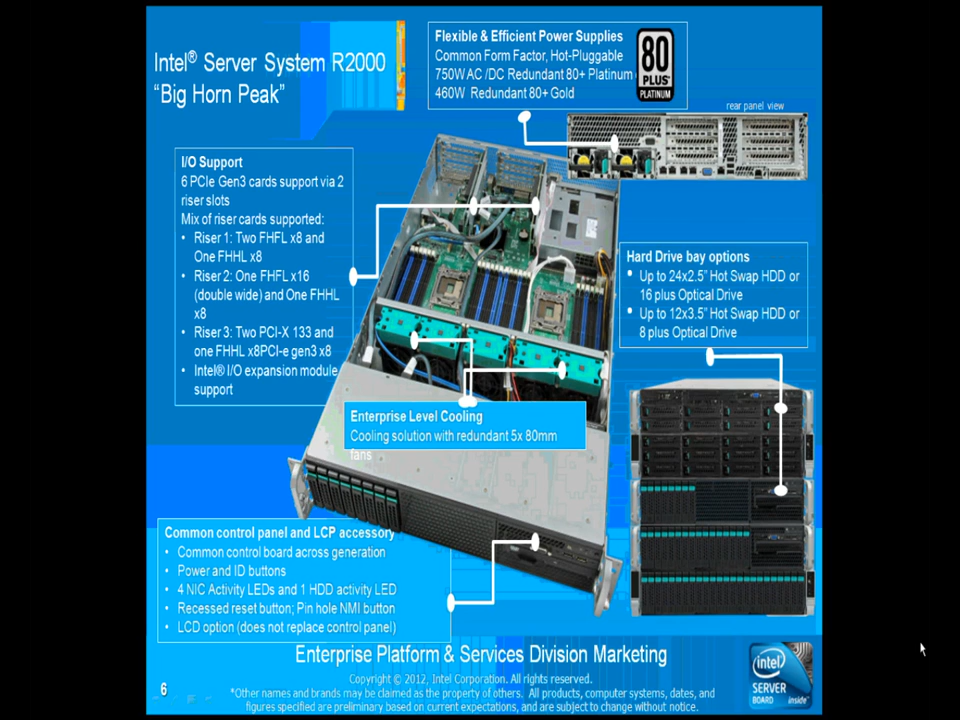 Intel® Server System R2000
“Big Horn Peak”
Flexible & Efficient Power Supplies
Common Form Factor, Hot-Pluggable
750W AC /DC Redundant 80+ Platinum
460W Redundant 80+ Gold
80
PLUS®
PLATINUM
rear panel view
I/O Support
6 PCIe Gen3 cards support via 2
riser slots
Mix of riser cards supported:
• Riser 1: Two FHFL x8 and
One FHHL x8
• Riser 2: One FHFL x16
(double wide) and One FHHL
x8
• Riser 3: Two PCI-X 133 and
one FHHL x8PCI-e gen3 x8
• Intel® I/O expansion module
support
Hard Drive bay options
• Up to 24x2.5” Hot Swap HDD or
16 plus Optical Drive
• Up to 12x3.5” Hot Swap HDD or
8 plus Optical Drive
Enterprise Level Cooling
Cooling solution with redundant 5x 80mm
fans
Common control panel and LCP accessory
• Common control board across generation
• Power and ID buttons
• 4 NIC Activity LEDs and 1 HDD activity LED
• Recessed reset button; Pin hole NMI button
• LCD option (does not replace control panel)
Enterprise Platform & Services Division Marketing
Copyright © 2012, Intel Corporation. All rights reserved.
*Other names and brands may be claimed as the property of others. All products, computer systems, dates, and
figures specified are preliminary based on current expectations, and are subject to change without notice.
6
intel
SERVER
BOARD inside™